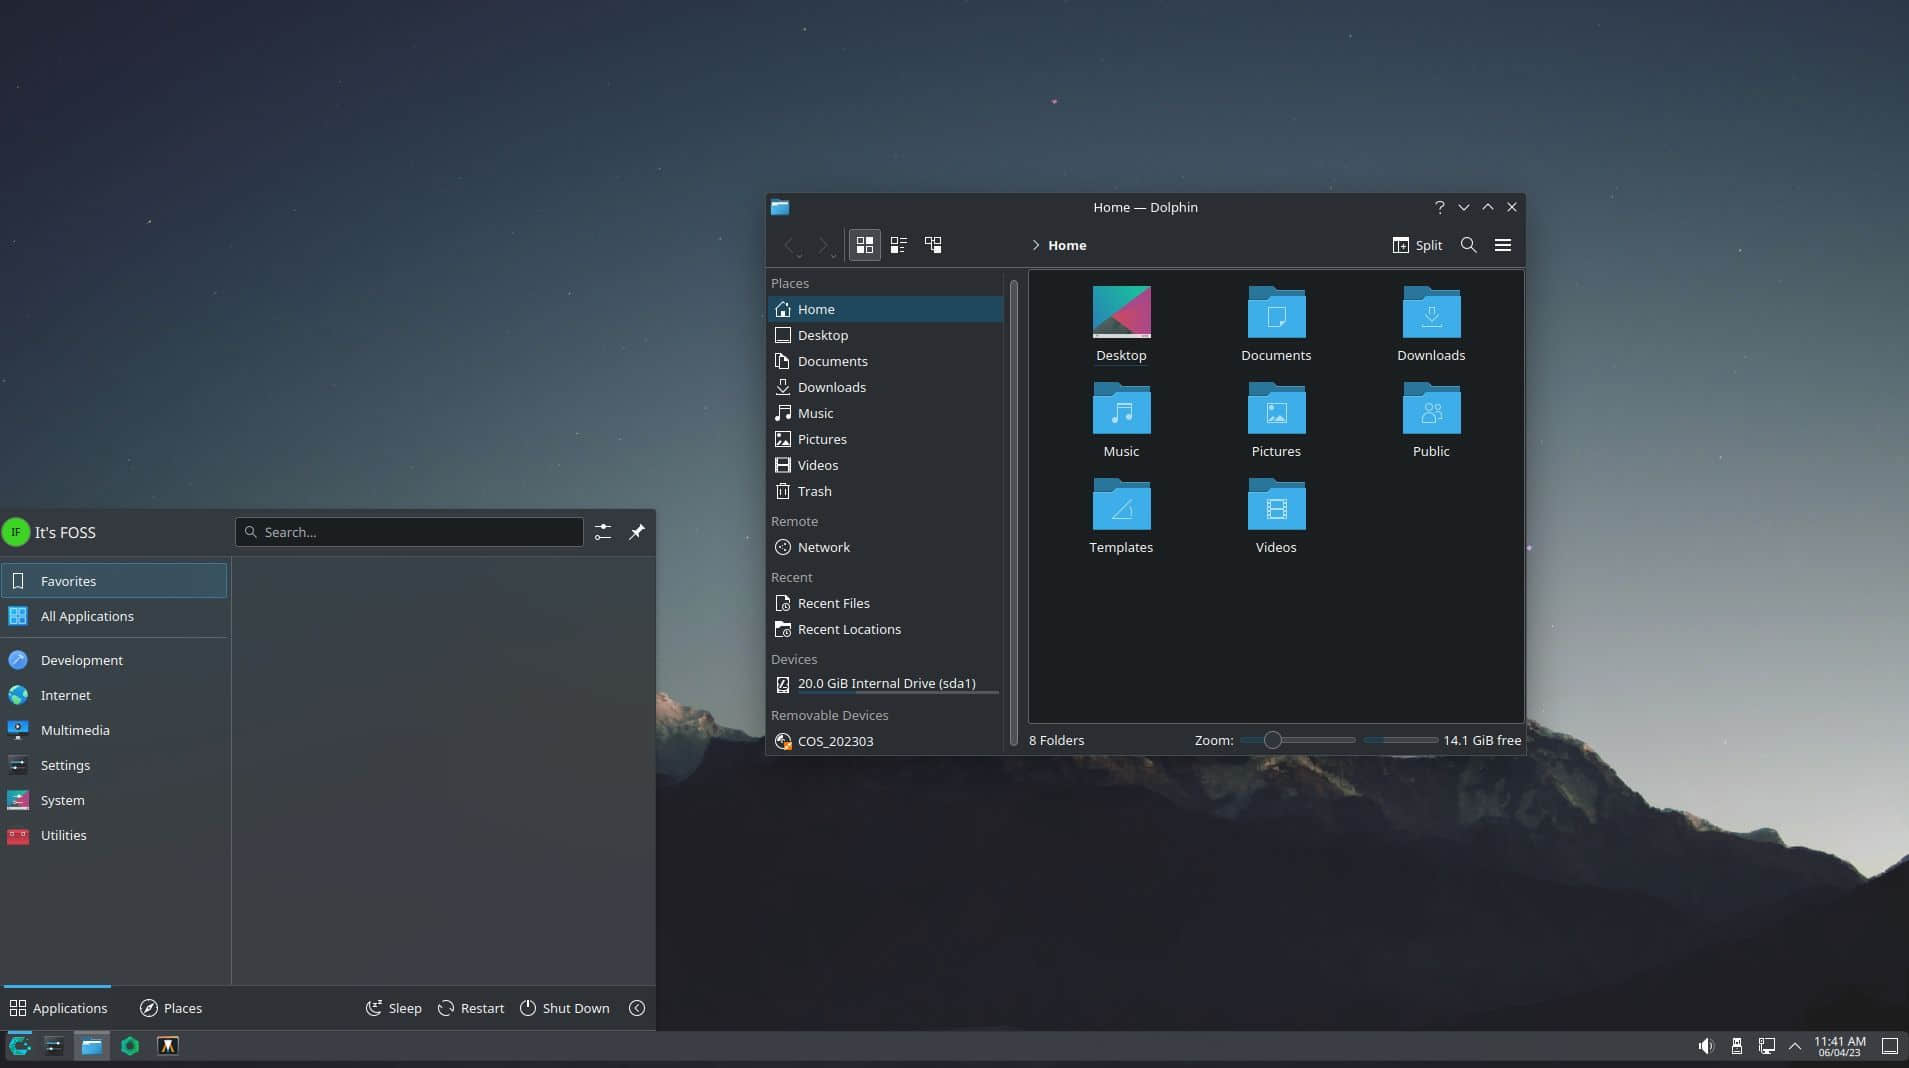 Home — Dolphin
Home
Split
Places
Home
Desktop
Documents
Downloads
Music
Pictures
Videos
Trash
Remote
Network
Recent
Recent Files
Recent Locations
Devices
20.0 GiB Internal Drive (sda1)
Removable Devices
COS_202303
Desktop
Documents
Downloads
Music
Pictures
Public
Templates
Videos
8 Folders
Zoom:
14.1 GiB free
IF
It's FOSS
Search...
Favorites
All Applications
Development
Internet
Multimedia
Settings
System
Utilities
Applications
Places
Sleep
Restart
Shut Down
11:41 AM
06/04/23